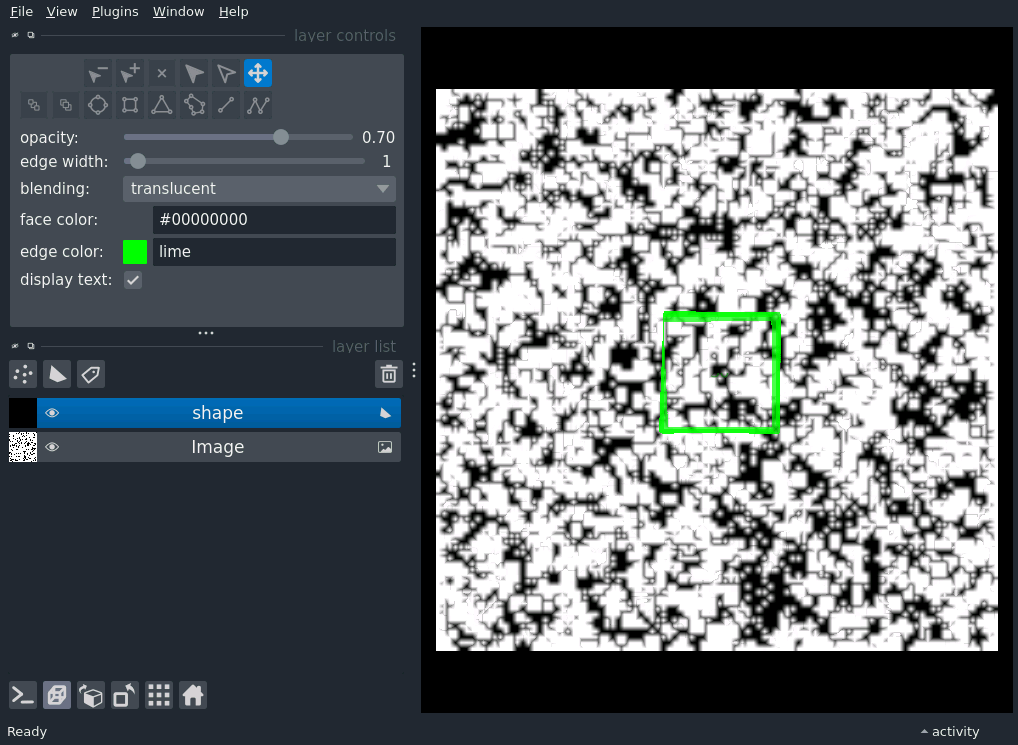 File View Plugins Window Help
layer controls
opacity: 0.70
edge width: 1
blending: translucent
face color: #00000000
edge color: lime
display text:
layer list
shape
Image
Ready activity